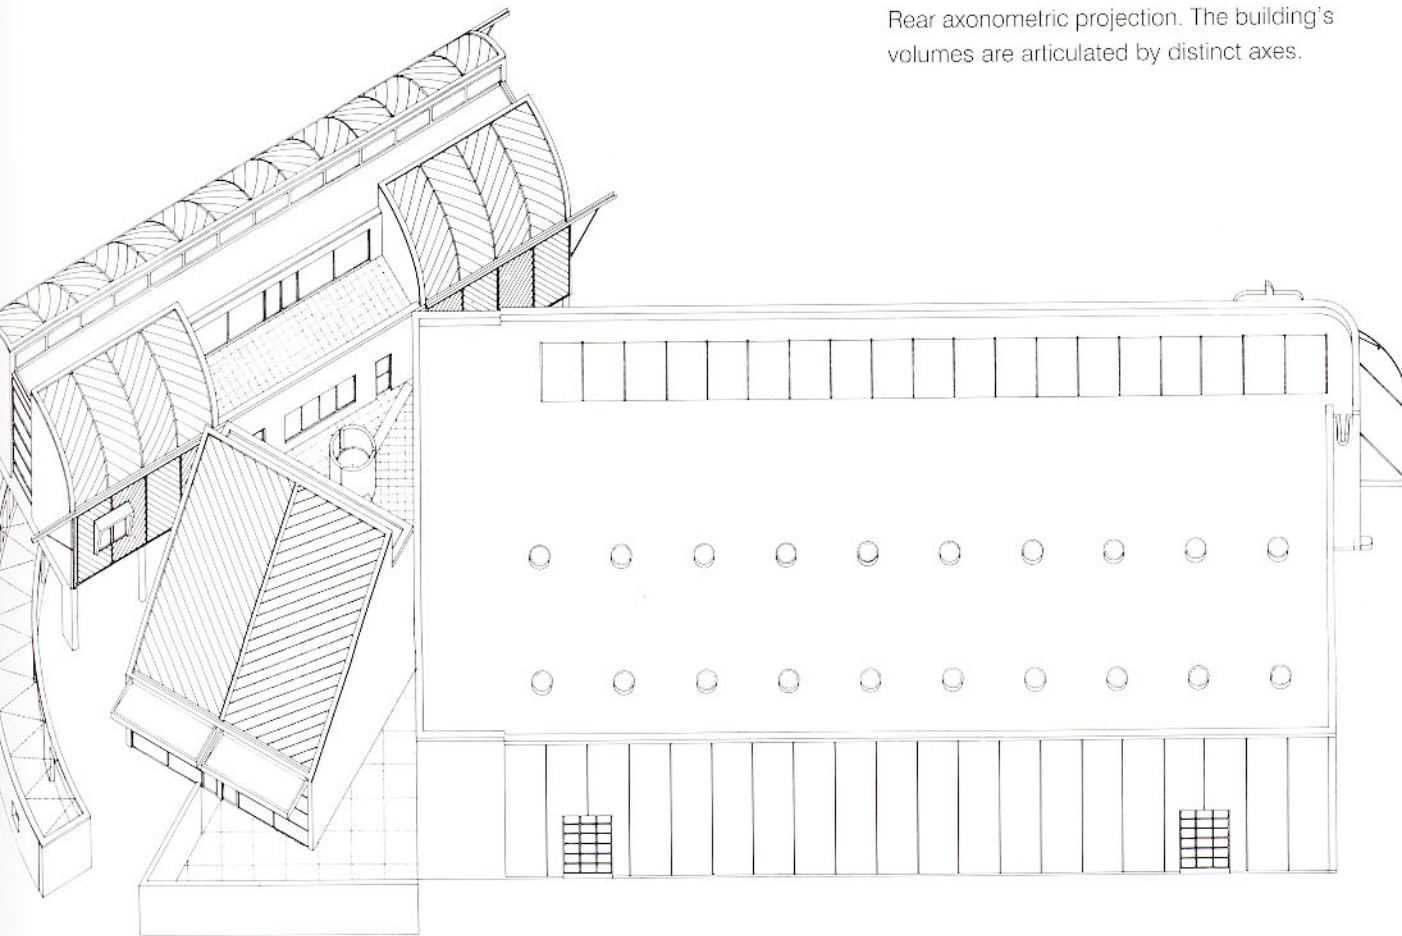 Rear axonometric projection. The building's
volumes are articulated by distinct axes.